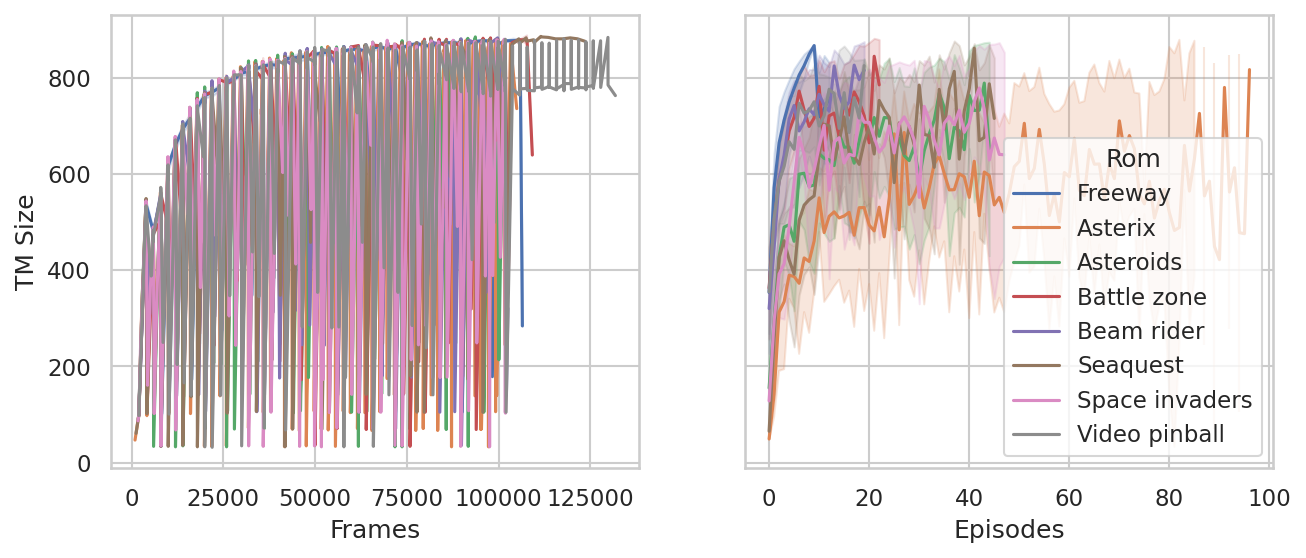 TM Size
800
600
400
200
0
0 25000 50000 75000 100000 125000
Frames
0 20 40 60 80 100
Episodes
Rom
Freeway
Asterix
Asteroids
Battle zone
Beam rider
Seaquest
Space invaders
Video pinball